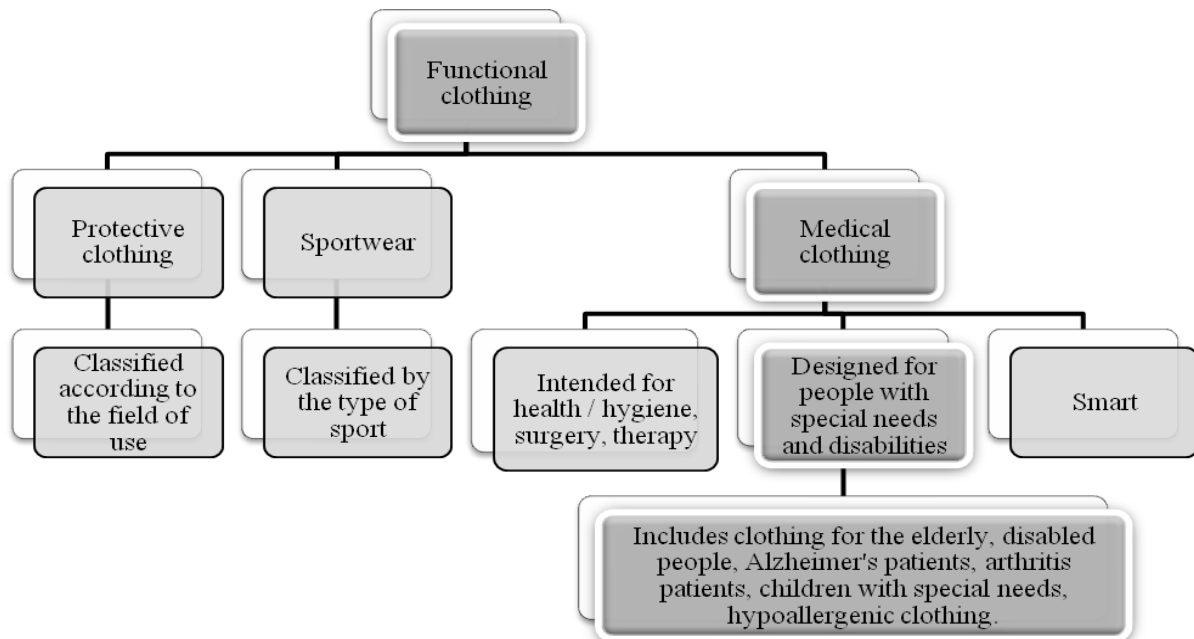 Functional
clothing
Protective
clothing
Sportwear
Medical
clothing
Classified
according to
the field of
use
Classified by
the type of
sport
Intended for
health / hygiene,
surgery, therapy
Designed for
people with
special needs
and disabilities
Smart
Includes clothing for the elderly, disabled
people, Alzheimer's patients, arthritis
patients, children with special needs,
hypoallergenic clothing.